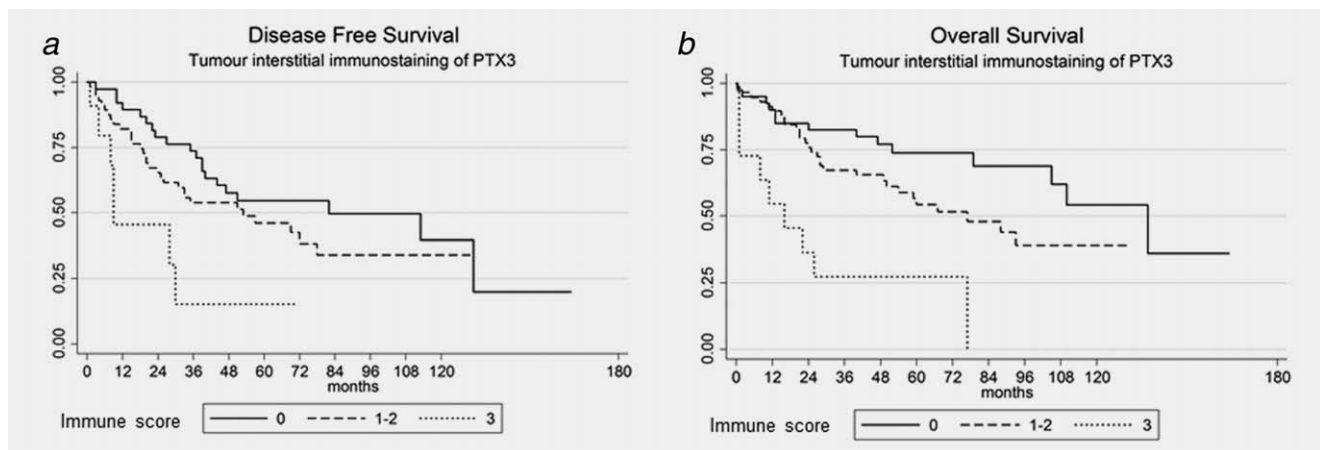 a
Disease Free Survival
Tumour interstitial immunostaining of PTX3
1.00
0.75
0.50
0.25
0.00
0 12 24 36 48 60 72 84 96 108 120 180
months
Immune score 0 1-2 3
b
Overall Survival
Tumour interstitial immunostaining of PTX3
1.00
0.75
0.50
0.25
0.00
0 12 24 36 48 60 72 84 96 108 120 180
months
Immune score 0 1-2 3